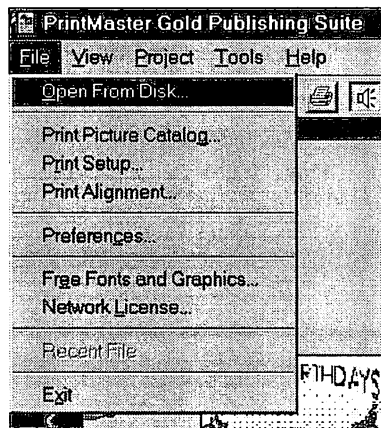 PrintMaster Gold Publishing Suite
File View Project Tools Help
Open From Disk...
Print Picture Catalog...
Print Setup...
Print Alignment...
Preferences...
Free Fonts and Graphics...
Network License...
Recent File
Exit
RTHDAYS